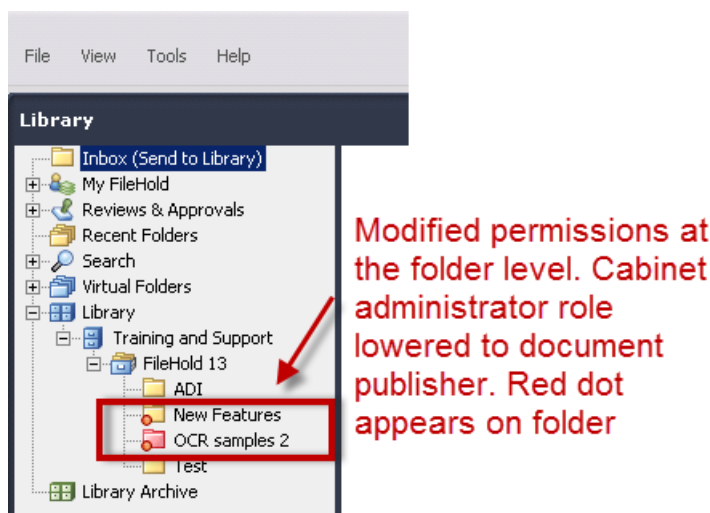 File View Tools Help
Library
Inbox (Send to Library)
My FileHold
Reviews & Approvals
Recent Folders
Search
Virtual Folders
Library
Training and Support
FileHold 13
ADI
New Features
OCR samples 2
Test
Library Archive
Modified permissions at
the folder level. Cabinet
administrator role
lowered to document
publisher. Red dot
appears on folder